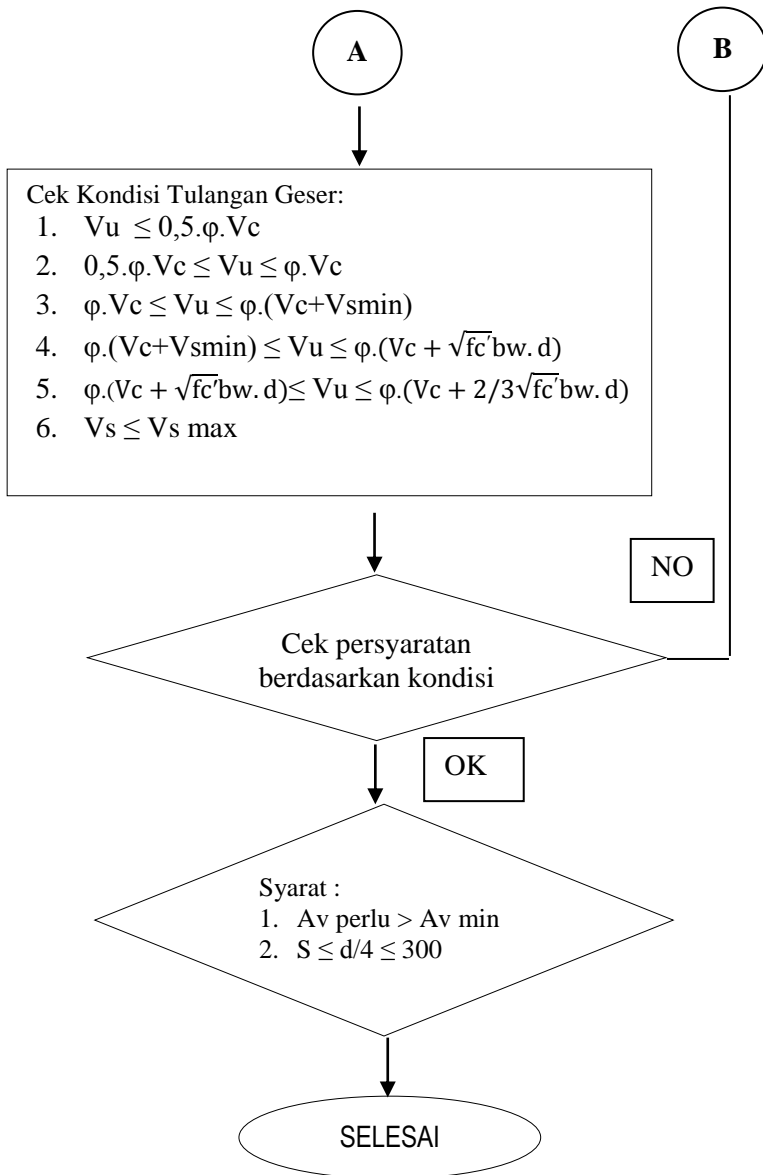 A
B
Cek Kondisi Tulangan Geser:
1. Vu ≤ 0,5.φ.Vc
2. 0,5.φ.Vc ≤ Vu ≤ φ.Vc
3. φ.Vc ≤ Vu ≤ φ.(Vc+Vsmin)
4. φ.(Vc+Vsmin) ≤ Vu ≤ φ.(Vc + √fc′bw. d)
5. φ.(Vc + √fc′bw. d)≤ Vu ≤ φ.(Vc + 2/3√fc′bw. d)
6. Vs ≤ Vs max
NO
Cek persyaratan
berdasarkan kondisi
OK
Syarat :
1. Av perlu > Av min
2. S ≤ d/4 ≤ 300
SELESAI